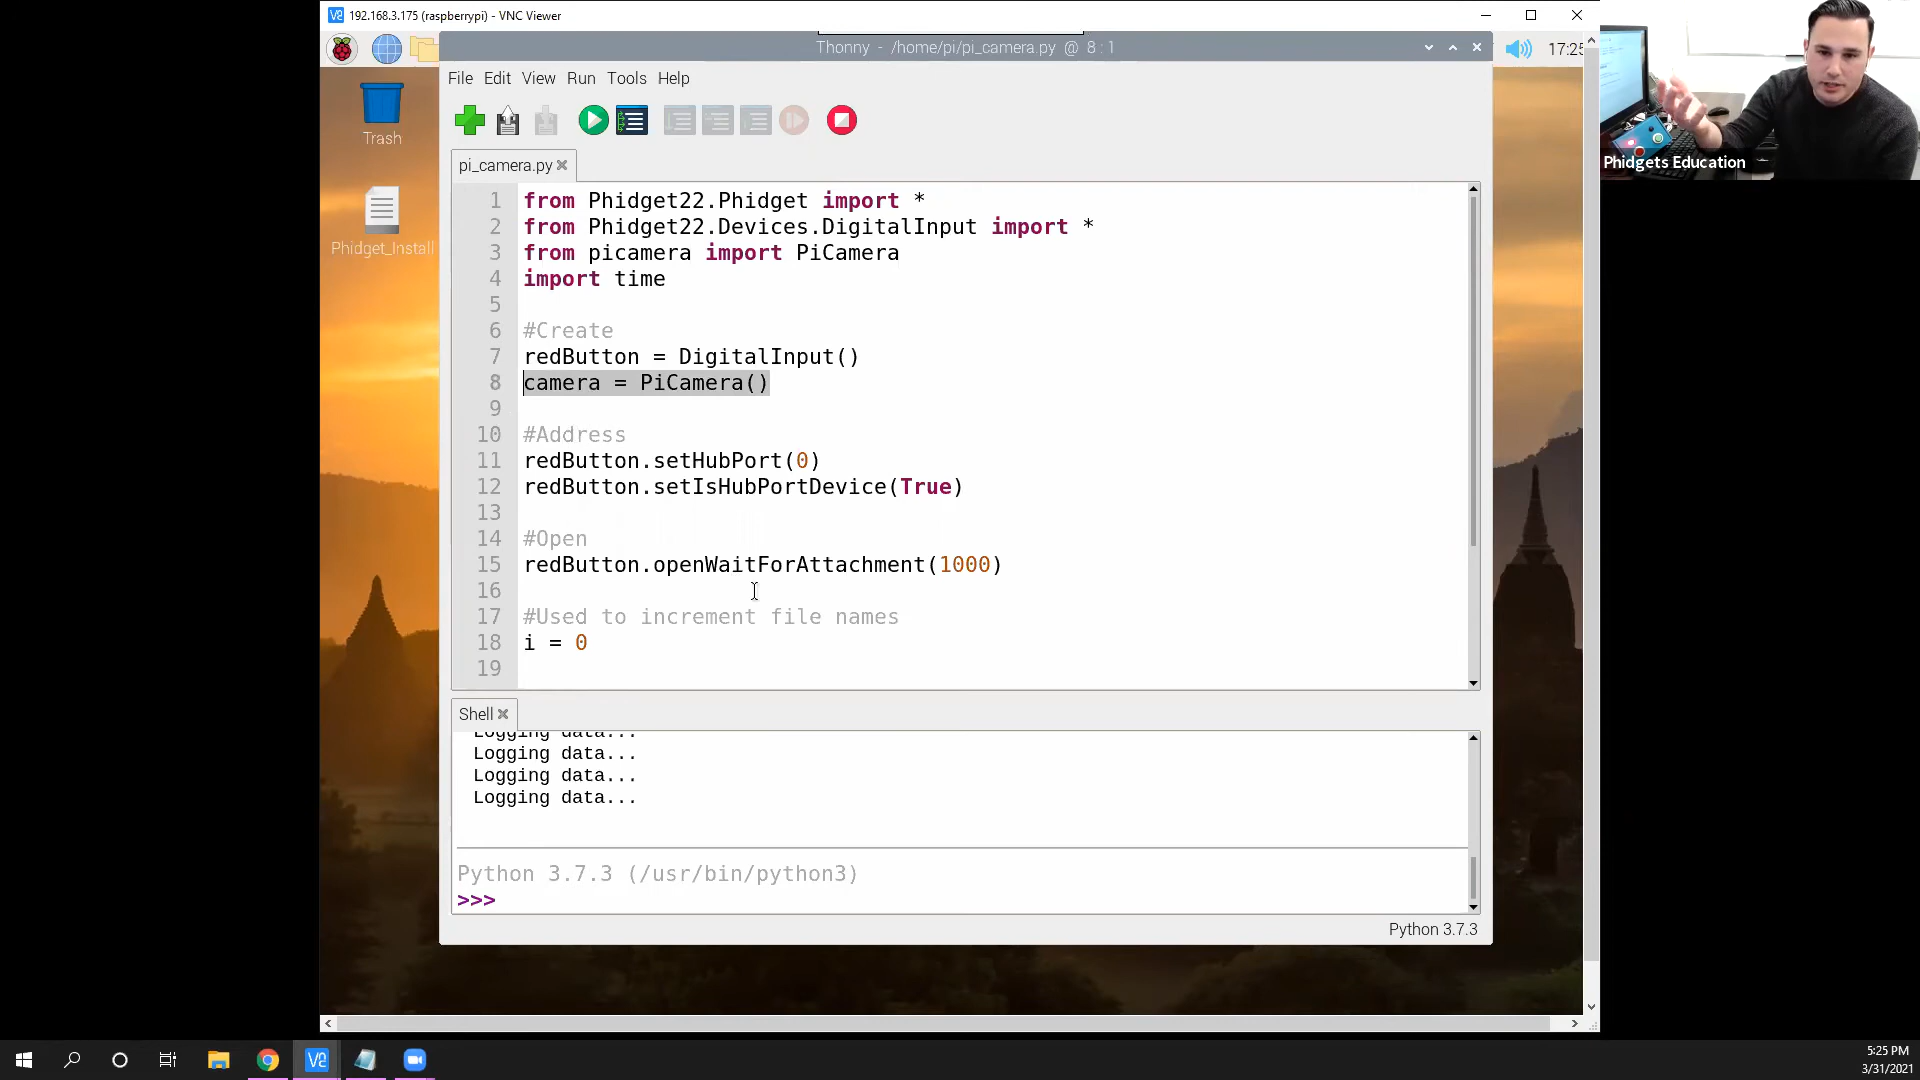 192.168.3.175 (raspberrypi) - VNC Viewer
Thonny - /home/pi/pi_camera.py @ 8 : 1
17:25
File Edit View Run Tools Help
Trash
Phidget_Install
Phidgets Education
pi_camera.py
1 from Phidget22.Phidget import *
2 from Phidget22.Devices.DigitalInput import *
3 from picamera import PiCamera
4 import time
5
6 #Create
7 redButton = DigitalInput()
8 camera = PiCamera()
9
10 #Address
11 redButton.setHubPort(0)
12 redButton.setIsHubPortDevice(True)
13
14 #Open
15 redButton.openWaitForAttachment(1000)
16
17 #Used to increment file names
18 i = 0
19
Shell
Logging data...
Logging data...
Logging data...
Logging data...
Python 3.7.3 (/usr/bin/python3)
>>>
Python 3.7.3
5:25 PM
3/31/2021